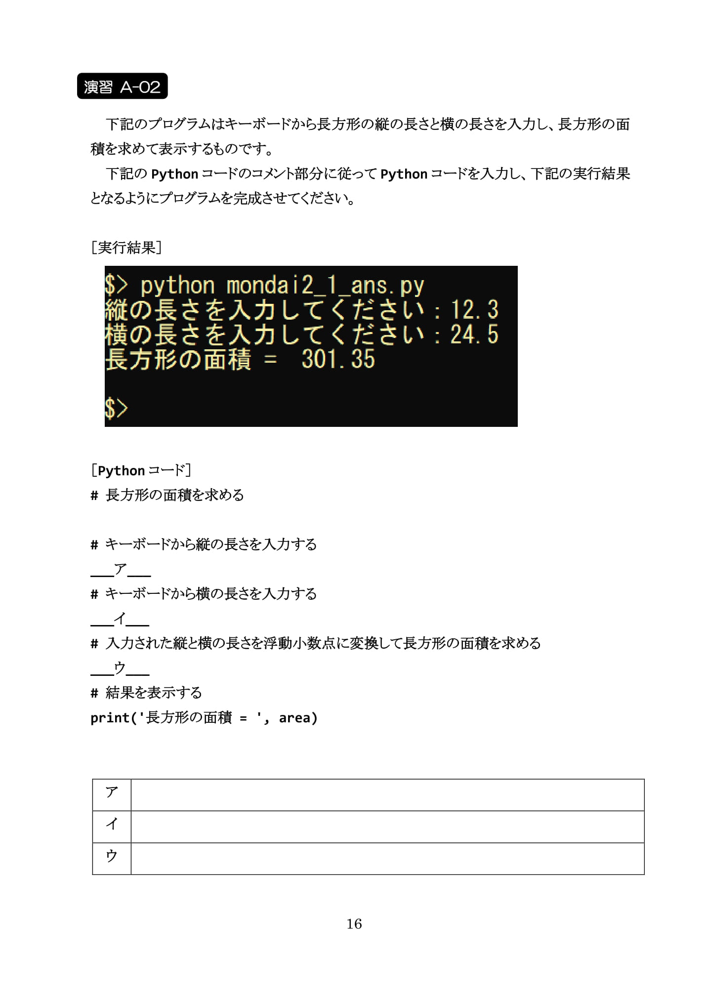 演習 A-02
下記のプログラムはキーボードから長方形の縦の長さと横の長さを入力し、長方形の面
積を求めて表示するものです。
下記の Python コードのコメント部分に従って Python コードを入力し、下記の実行結果
となるようにプログラムを完成させてください。
[実行結果]
$> python mondai2_1_ans.py
縦の長さを入力してください：12.3
横の長さを入力してください：24.5
長方形の面積 =  301.35
$>
[Python コード]
# 長方形の面積を求める
# キーボードから縦の長さを入力する
___ア___
# キーボードから横の長さを入力する
___イ___
# 入力された縦と横の長さを浮動小数点に変換して長方形の面積を求める
___ウ___
# 結果を表示する
print('長方形の面積 = ', area)
ア
イ
ウ
16